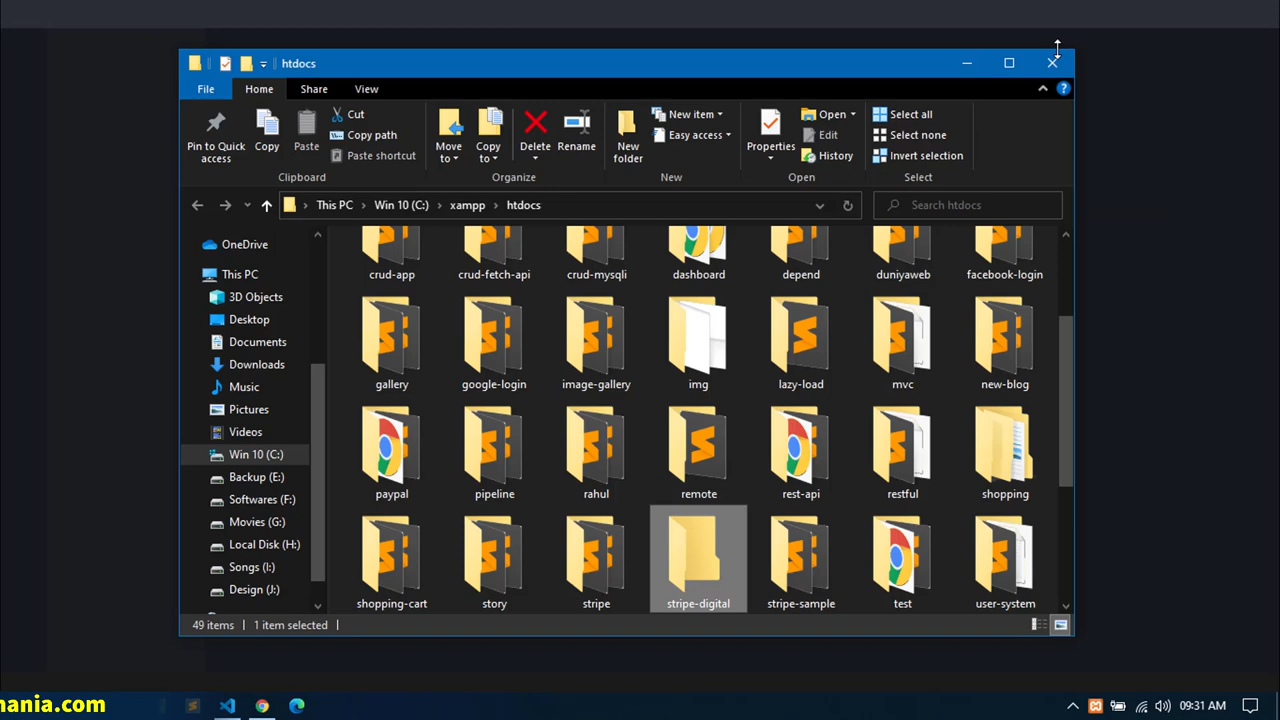 htdocs
File Home Share View
Pin to Quick access
Copy
Paste
Cut
Copy path
Paste shortcut
Clipboard
Move to
Copy to
Delete
Rename
Organize
New folder
New item
Easy access
New
Properties
Open
Edit
History
Open
Select all
Select none
Invert selection
Select
This PC Win 10 (C:) xampp htdocs
Search htdocs
OneDrive
This PC
3D Objects
Desktop
Documents
Downloads
Music
Pictures
Videos
Win 10 (C:)
Backup (E:)
Softwares (F:)
Movies (G:)
Local Disk (H:)
Songs (I:)
Design (J:)
crud-app crud-fetch-api crud-mysqli dashboard depend duniyaweb facebook-login
gallery google-login image-gallery img lazy-load mvc new-blog
paypal pipeline rahul remote rest-api restful shopping
shopping-cart story stripe stripe-digital stripe-sample test user-system
49 items 1 item selected
mania.com
09:31 AM